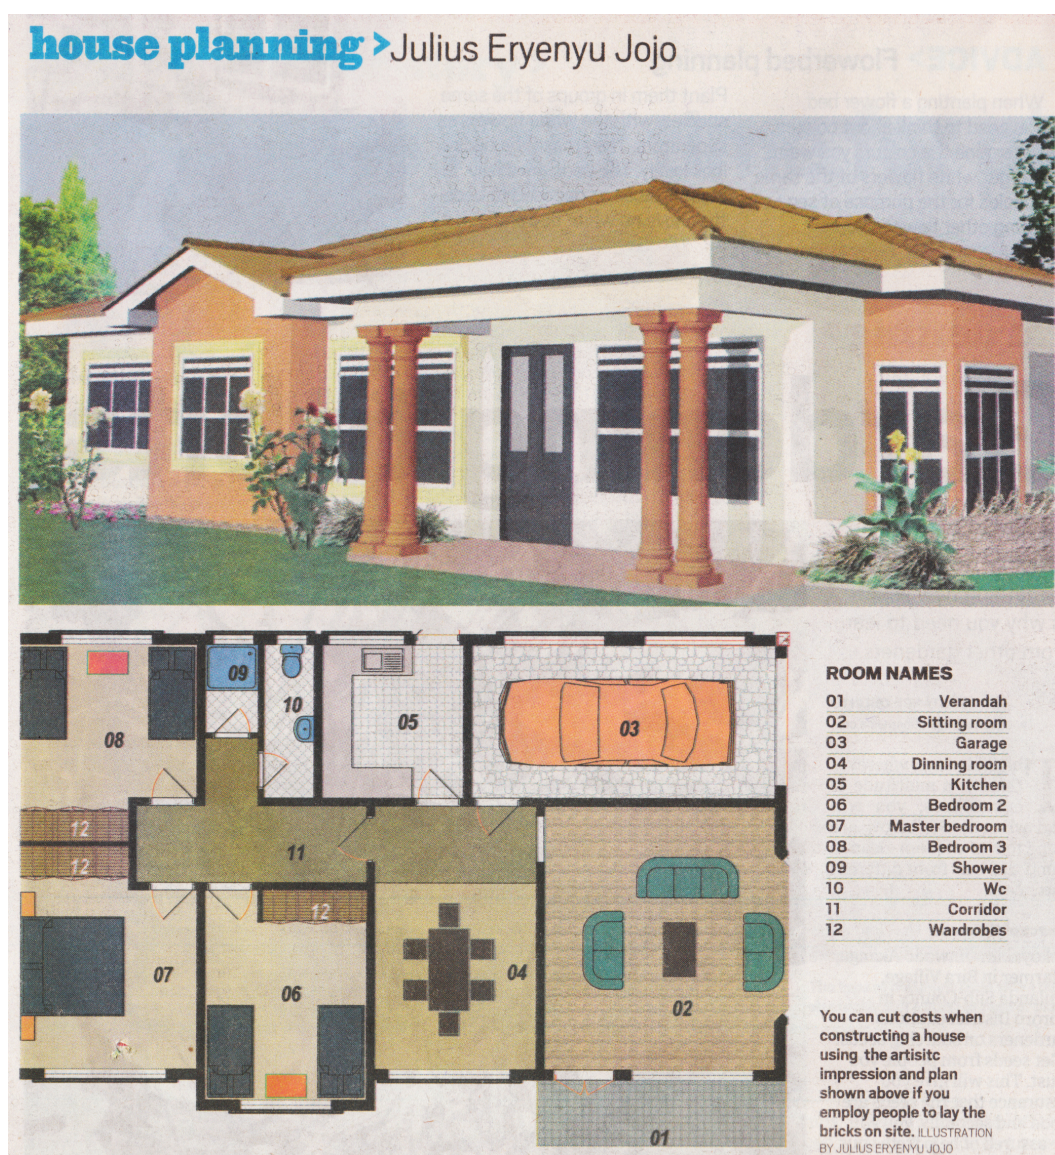 house planning > Julius Eryenyu Jojo
08
09
10
05
03
12
12
11
12
07
06
04
02
01
ROOM NAMES
01 Verandah
02 Sitting room
03 Garage
04 Dinning room
05 Kitchen
06 Bedroom 2
07 Master bedroom
08 Bedroom 3
09 Shower
10 Wc
11 Corridor
12 Wardrobes
You can cut costs when
constructing a house
using the artisitc
impression and plan
shown above if you
employ people to lay the
bricks on site. ILLUSTRATION
BY JULIUS ERYENYU JOJO